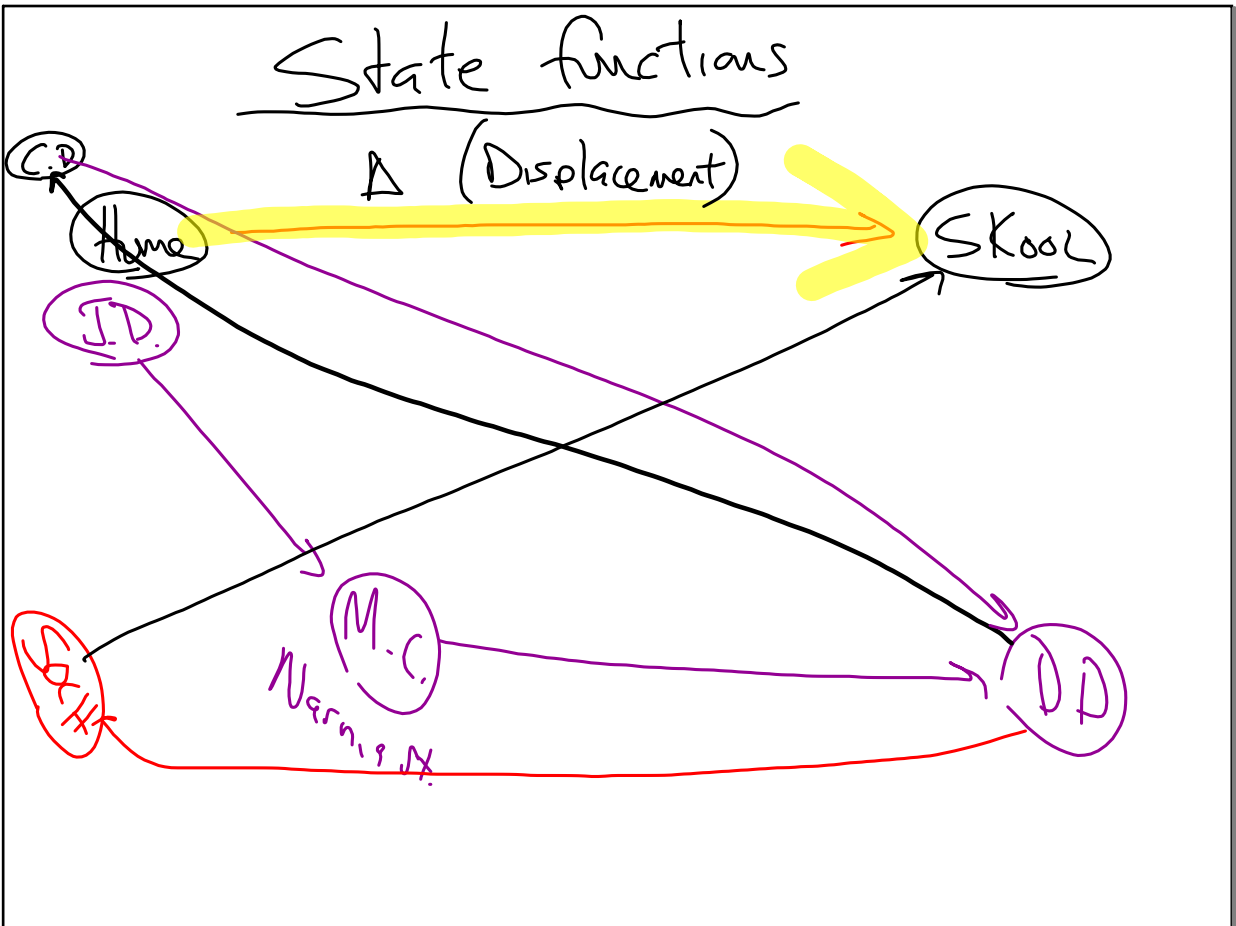 State functions
Δ (Displacement)
C.D
Home
SKOOL
J.D.
M.C.
DD